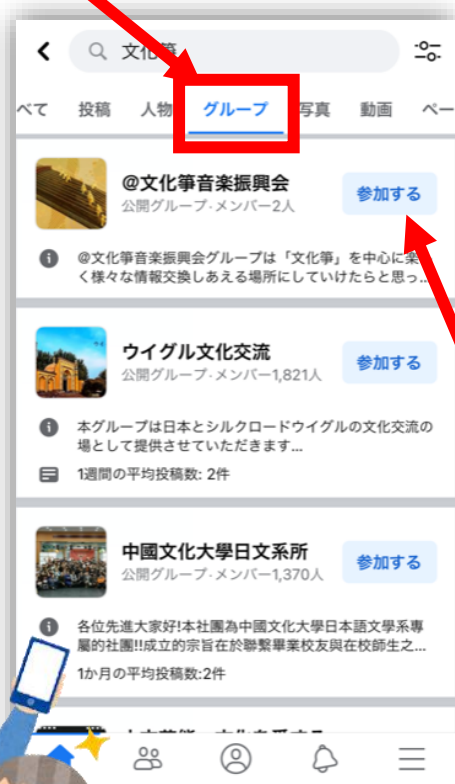 文化箏
べて 投稿 人物 グループ 写真 動画 ペー
@文化箏音楽振興会
公開グループ·メンバー2人
参加する
@文化箏音楽振興会グループは「文化箏」を中心に楽
く様々な情報交換しあえる場所にしていけたらと思っ...
ウイグル文化交流
公開グループ·メンバー1,821人
参加する
本グループは日本とシルクロードウイグルの文化交流の
場として提供させていただきます...
1週間の平均投稿数: 2件
中國文化大學日文系所
公開グループ·メンバー1,370人
参加する
各位先進大家好!本社團為中國文化大學日本語文學系專
屬的社團!!成立的宗旨在於聯繫畢業校友與在校師生之...
1か月の平均投稿数:2件